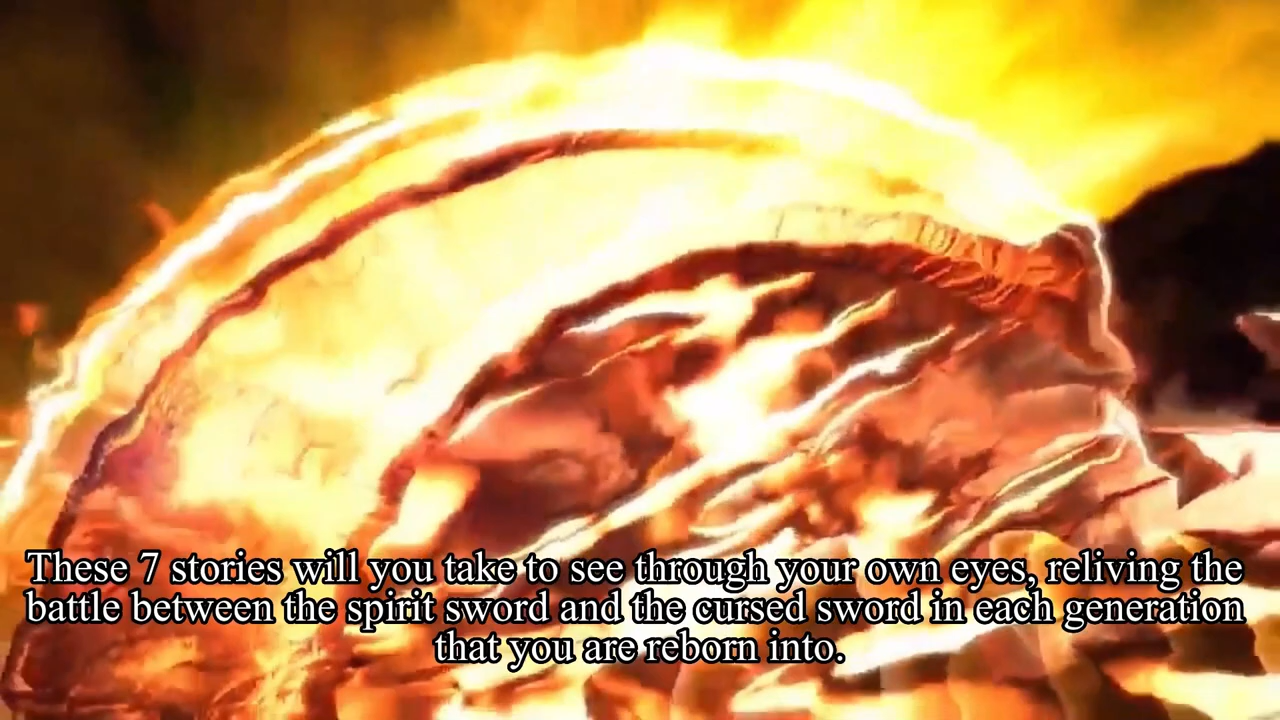 These 7 stories will you take to see through your own eyes, reliving the
battle between the spirit sword and the cursed sword in each generation
that you are reborn into.